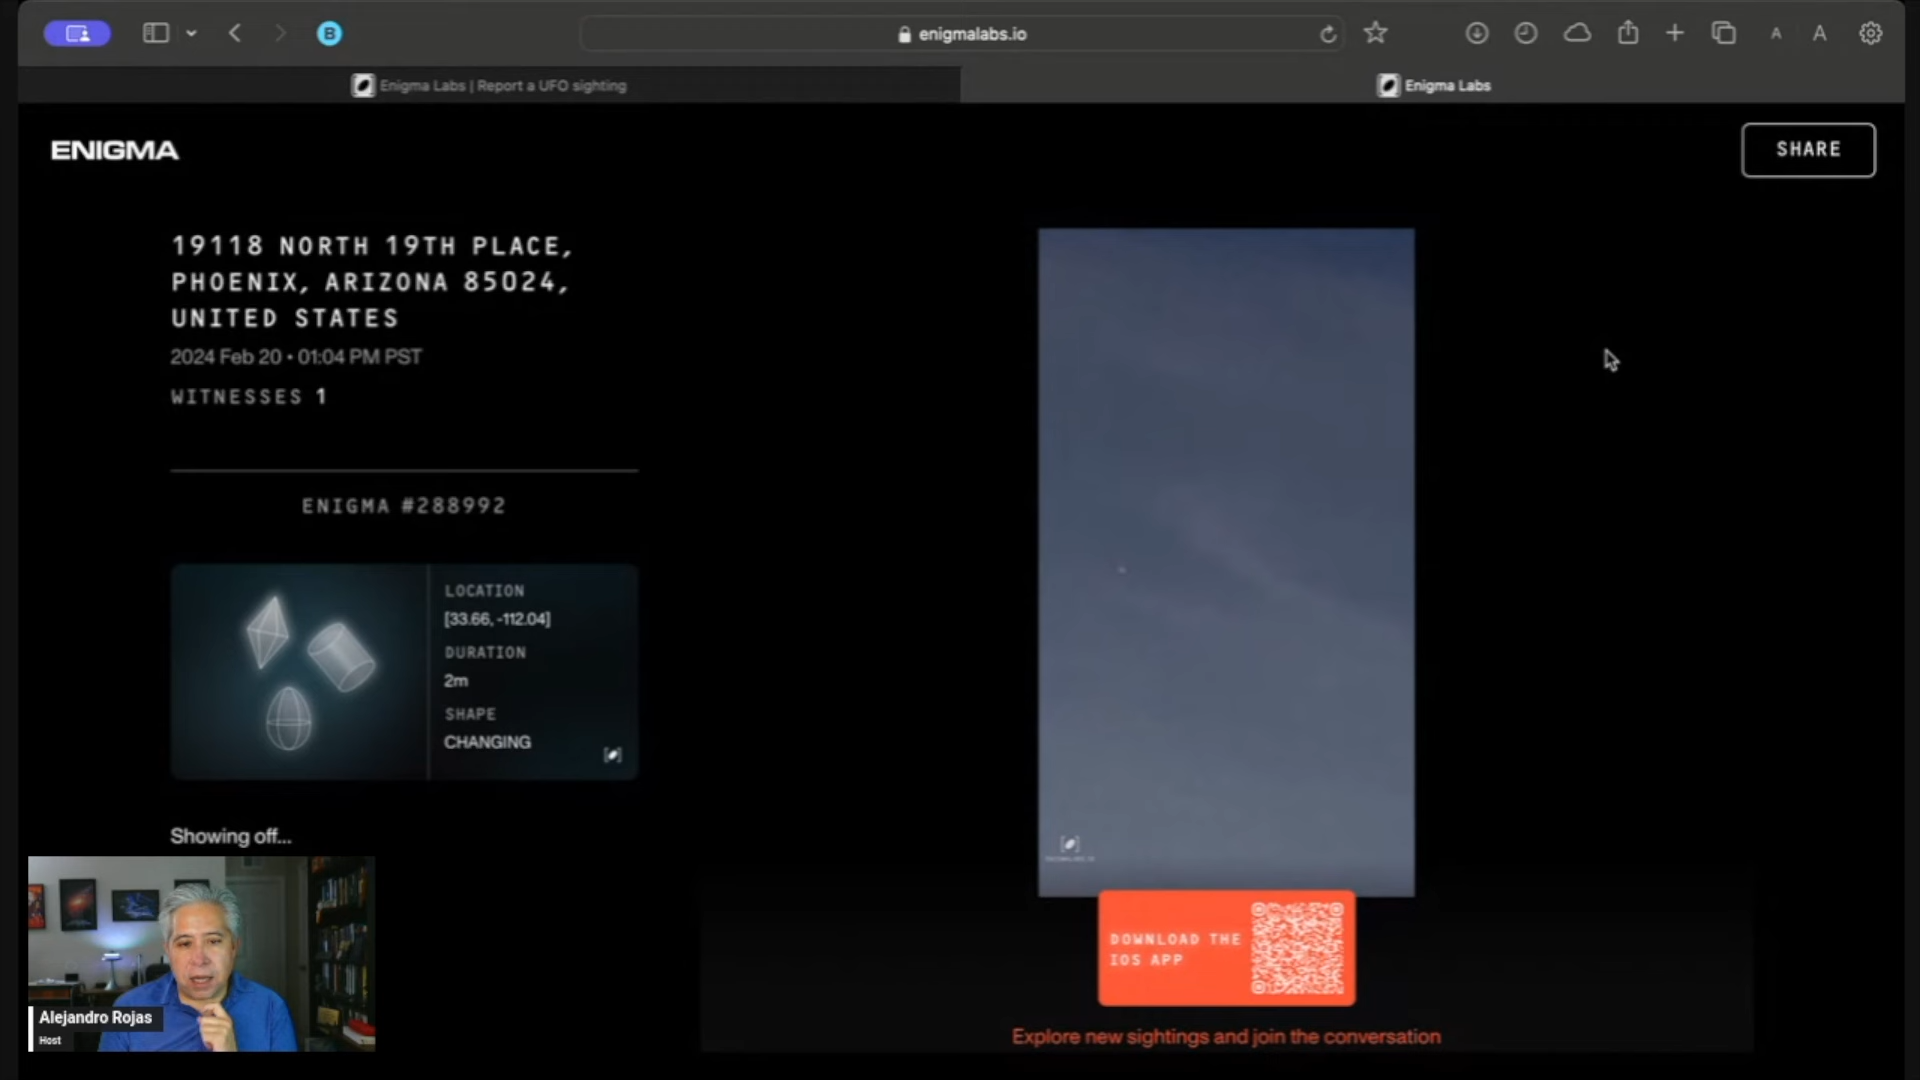 B
enigmalabs.io
A A
Enigma Labs | Report a UFO sighting
Enigma Labs
ENIGMA
SHARE
19118 NORTH 19TH PLACE,
PHOENIX, ARIZONA 85024,
UNITED STATES
2024 Feb 20 • 01:04 PM PST
WITNESSES 1
ENIGMA #288992
LOCATION
[33.66, -112.04]
DURATION
2m
SHAPE
CHANGING
Showing off...
DOWNLOAD THE
IOS APP
Explore new sightings and join the conversation
Alejandro Rojas
Host